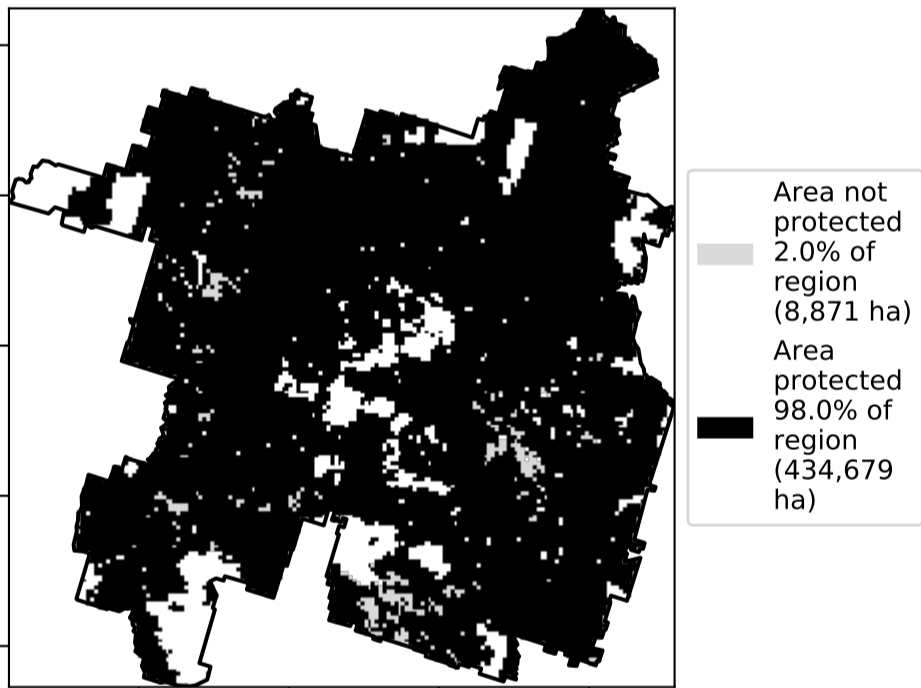 Area not
protected
2.0% of
region
(8,871 ha)
Area
protected
98.0% of
region
(434,679
ha)